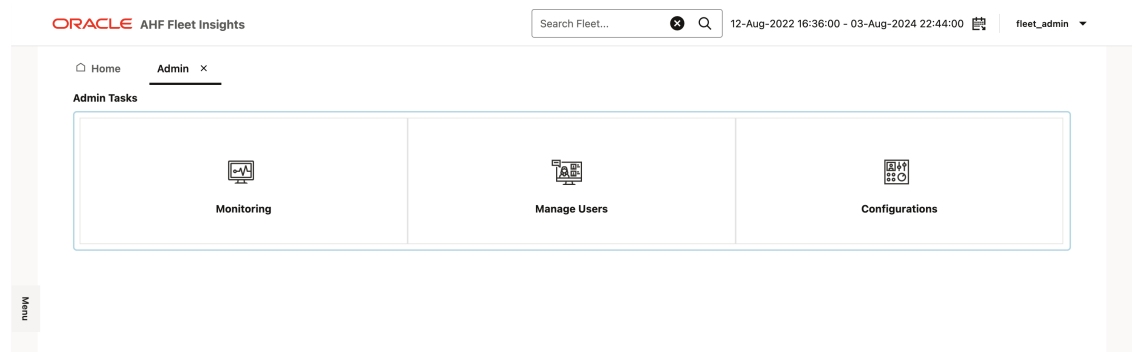 ORACLE AHF Fleet Insights
Search Fleet...
12-Aug-2022 16:36:00 - 03-Aug-2024 22:44:00
fleet_admin
Home
Admin ×
Admin Tasks
Monitoring
Manage Users
Configurations
Menu